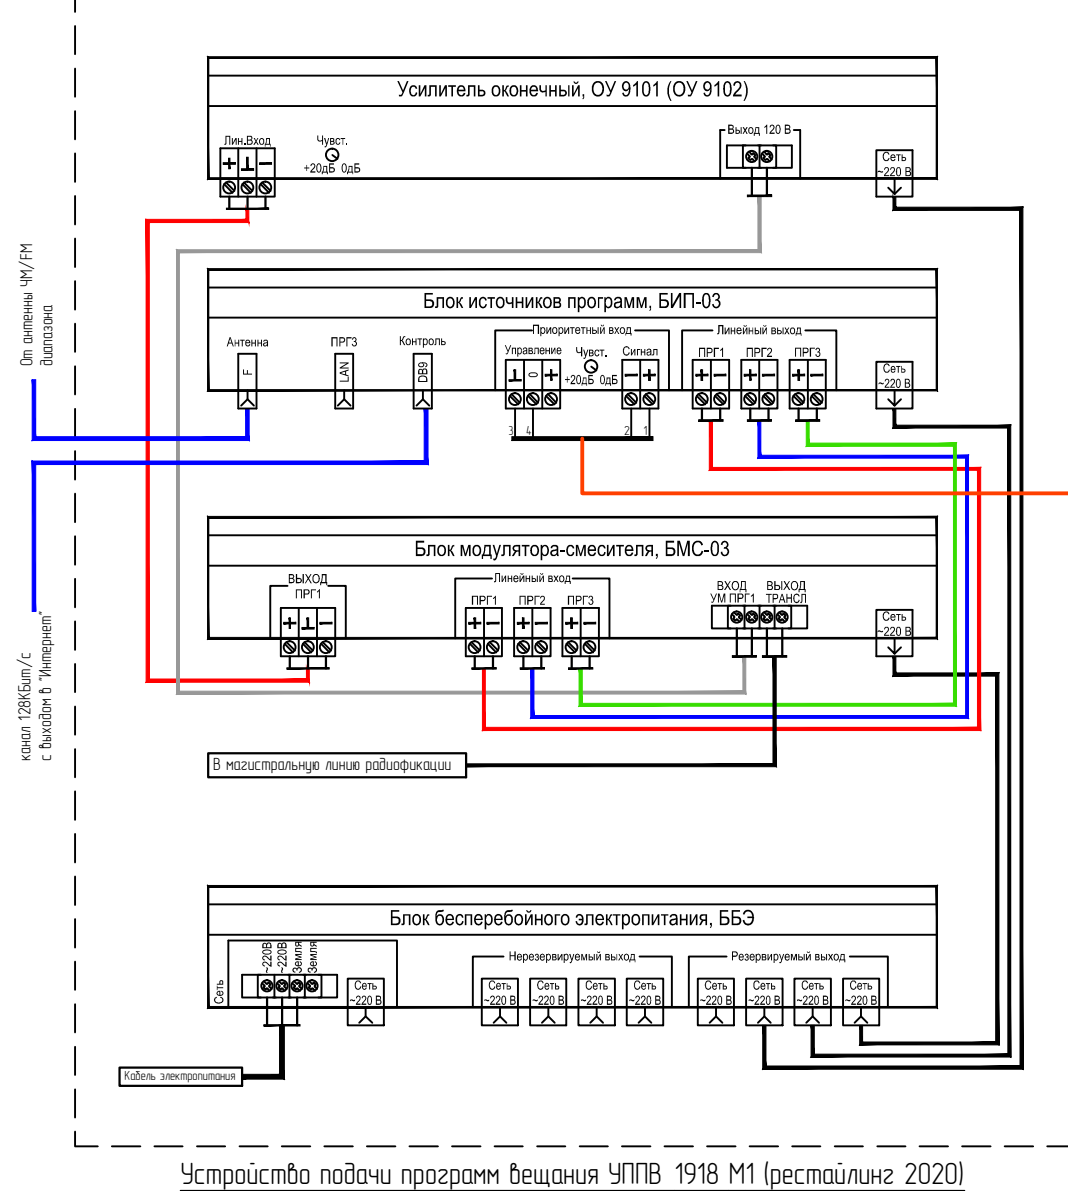 Усилитель оконечный, ОУ 9101 (ОУ 9102)
Лин.Вход
Чувст.
+20дБ 0дБ
Выход 120 В
Сеть
~220 В
От антенны ЧМ/FM
диапазона
Блок источников программ, БИП-03
Антенна
F
ПРГ3
LAN
Контроль
DB9
Приоритетный вход
Управление
0
Чувст.
+20дБ 0дБ
Сигнал
3 4 2 1
Линейный выход
ПРГ1 ПРГ2 ПРГ3
Сеть
~220 В
канал 128КБит/с
с выходом в "Интернет"
Блок модулятора-смесителя, БМС-03
ВЫХОД
ПРГ1
Линейный вход
ПРГ1 ПРГ2 ПРГ3
ВХОД ВЫХОД
УМ ПРГ1 ТРАНСЛ
Сеть
~220 В
В магистральную линию радиофикации
Блок бесперебойного электропитания, ББЭ
Сеть
~220В
~220В
Земля
Земля
Сеть
~220 В
Нерезервируемый выход
Сеть Сеть Сеть Сеть
~220 В ~220 В ~220 В ~220 В
Резервируемый выход
Сеть Сеть Сеть Сеть
~220 В ~220 В ~220 В ~220 В
Кабель электропитания
Устройство подачи программ вещания УППВ 1918 М1 (рестайлинг 2020)